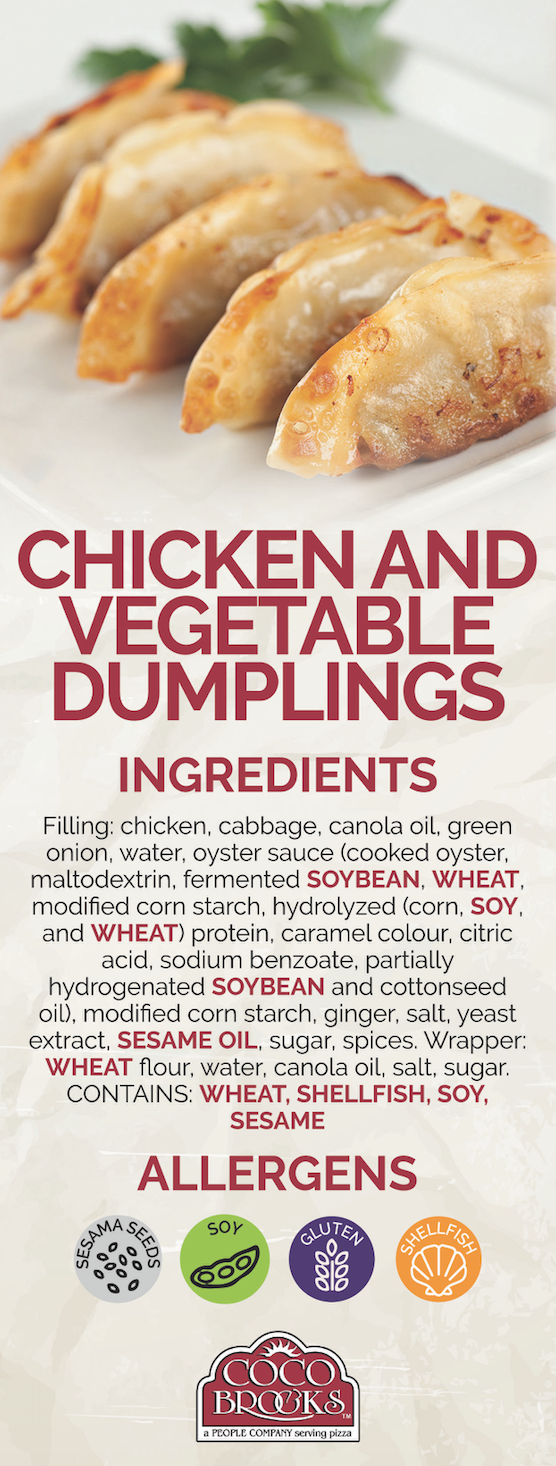 CHICKEN AND
VEGETABLE
DUMPLINGS
INGREDIENTS
Filling: chicken, cabbage, canola oil, green
onion, water, oyster sauce (cooked oyster,
maltodextrin, fermented SOYBEAN, WHEAT,
modified corn starch, hydrolyzed (corn, SOY,
and WHEAT) protein, caramel colour, citric
acid, sodium benzoate, partially
hydrogenated SOYBEAN and cottonseed
oil), modified corn starch, ginger, salt, yeast
extract, SESAME OIL, sugar, spices. Wrapper:
WHEAT flour, water, canola oil, salt, sugar.
CONTAINS: WHEAT, SHELLFISH, SOY,
SESAME
ALLERGENS
SESAMA SEEDS
SOY
GLUTEN
SHELLFISH
COCO
BROOKS
TM
a PEOPLE COMPANY serving pizza